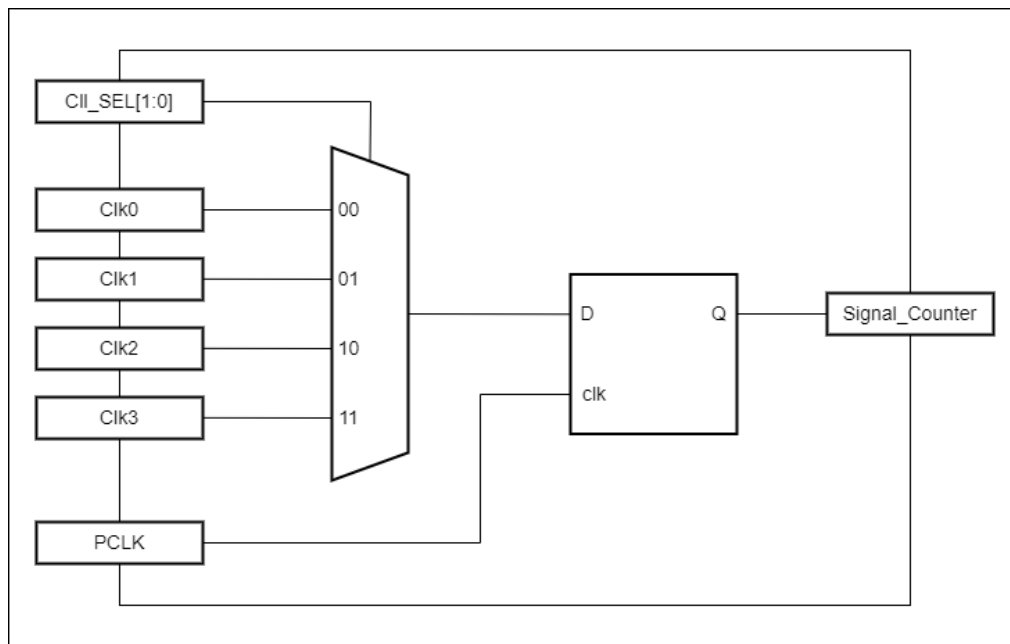 Cll_SEL[1:0]
Clk0
00
Clk1
01
D
Q
Signal_Counter
Clk2
10
clk
Clk3
11
PCLK